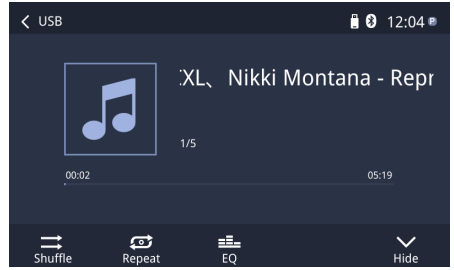 USB 12:04 P
:XL、Nikki Montana - Repr
1/5
00:02 05:19
Shuffle Repeat EQ Hide